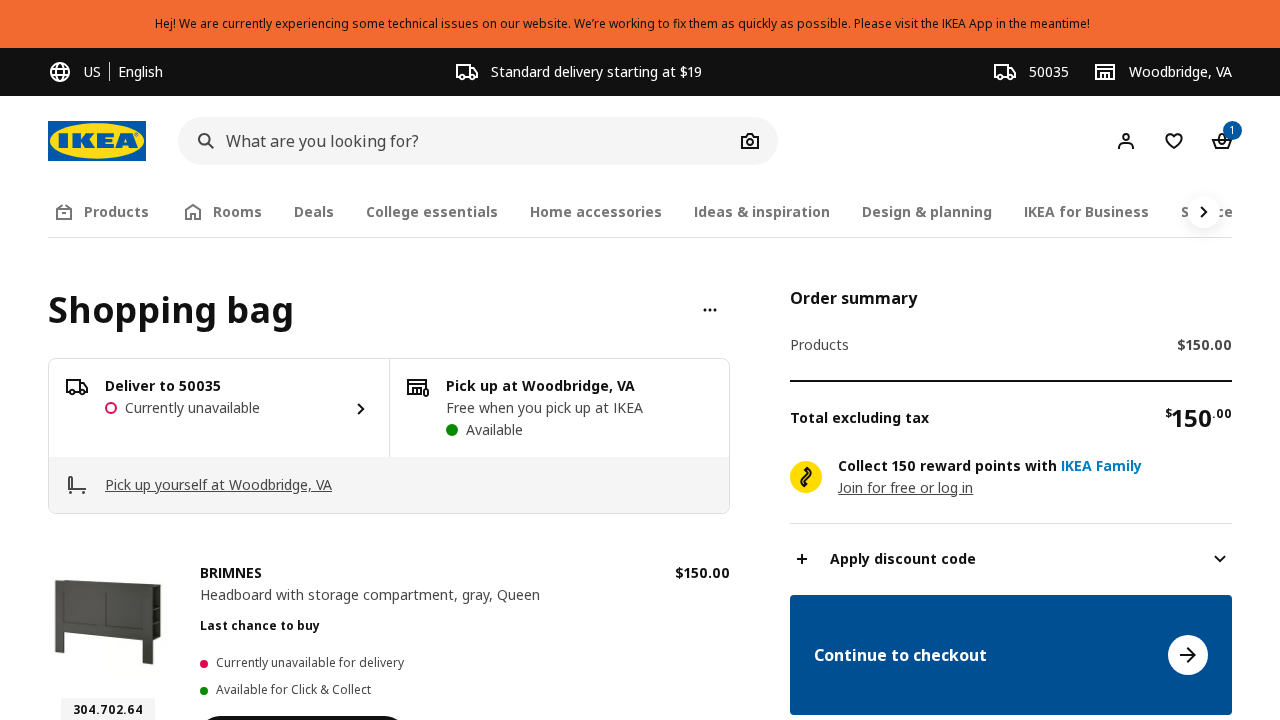 Hej! We are currently experiencing some technical issues on our website. We’re working to fix them as quickly as possible. Please visit the IKEA App in the meantime!
US English
Standard delivery starting at $19
50035
Woodbridge, VA
IKEA
What are you looking for?
1
Products
Rooms
Deals
College essentials
Home accessories
Ideas & inspiration
Design & planning
IKEA for Business
Shopping bag
Deliver to 50035
Currently unavailable
Pick up at Woodbridge, VA
Free when you pick up at IKEA
Available
Pick up yourself at Woodbridge, VA
BRIMNES
$150.00
Headboard with storage compartment, gray, Queen
Last chance to buy
Currently unavailable for delivery
Available for Click & Collect
304.702.64
Order summary
Products $150.00
Total excluding tax $150.00
Collect 150 reward points with IKEA Family
Join for free or log in
Apply discount code
Continue to checkout